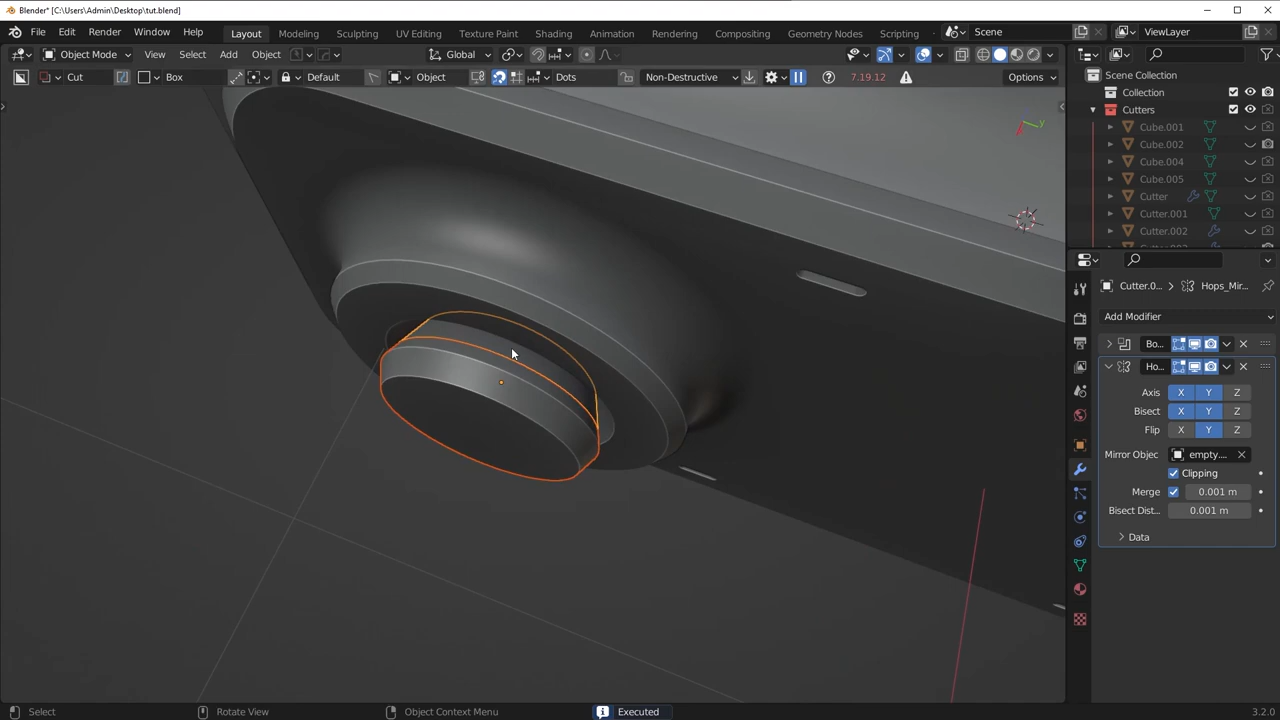 Blender* [C:\Users\Admin\Desktop\tut.blend]
File Edit Render Window Help Layout Modeling Sculpting UV Editing Texture Paint Shading Animation Rendering Compositing Geometry Nodes Scripting Scene ViewLayer
Object Mode View Select Add Object Global
Cut Box Default Object Dots Non-Destructive 7.19.12 Options
Scene Collection
Collection
Cutters
Cube.001
Cube.002
Cube.004
Cube.005
Cutter
Cutter.001
Cutter.002
y
Cutter.0... Hops_Mir...
Add Modifier
Bo...
Ho...
Axis X Y Z
Bisect X Y Z
Flip X Y Z
Mirror Objec empty....
Clipping
Merge 0.001 m
Bisect Dist... 0.001 m
Data
Select Rotate View Object Context Menu Executed 3.2.0